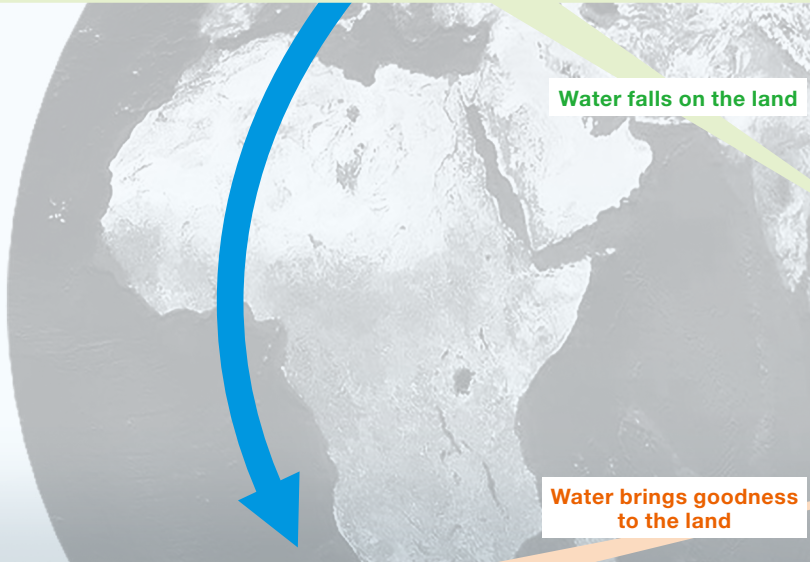 Water falls on the land
Water brings goodness
to the land